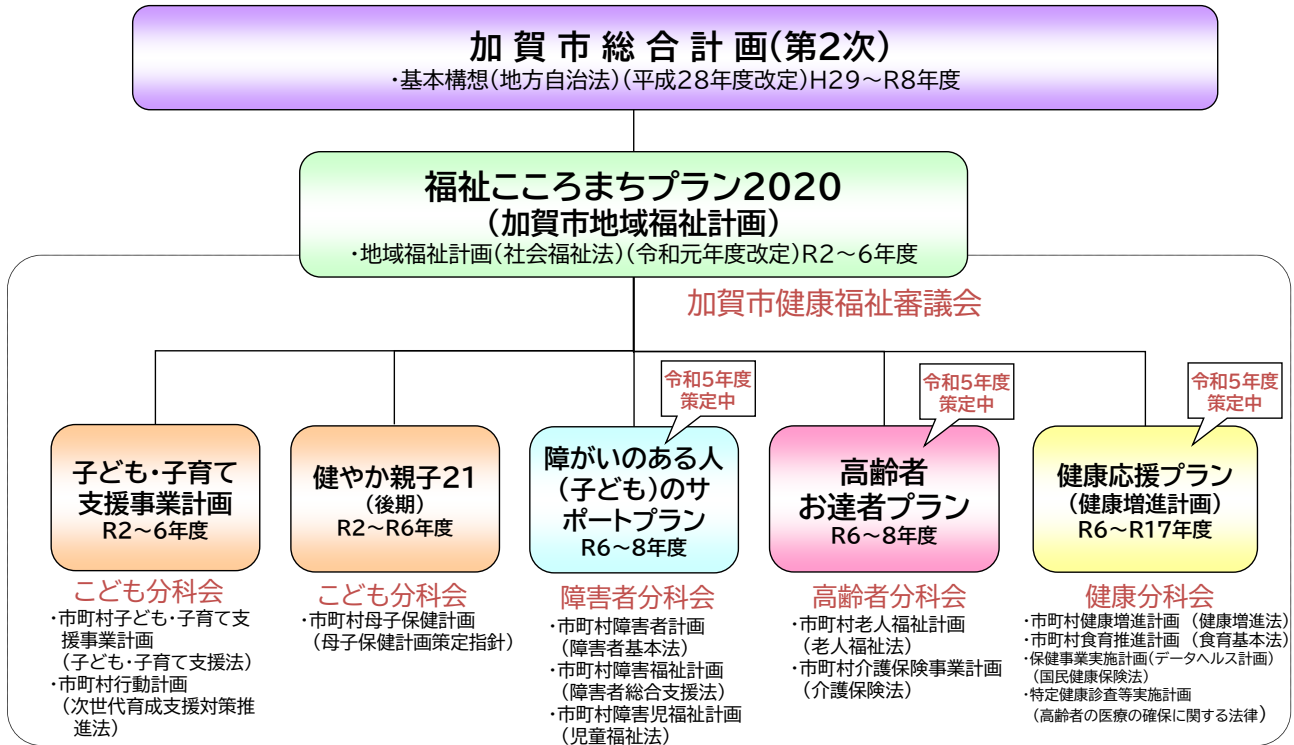 加賀市総合計画(第2次)
・基本構想(地方自治法)(平成28年度改定)H29～R8年度
福祉こころまちプラン2020
(加賀市地域福祉計画)
・地域福祉計画(社会福祉法)(令和元年度改定)R2～6年度
加賀市健康福祉審議会
令和5年度
策定中
令和5年度
策定中
令和5年度
策定中
子ども・子育て
支援事業計画
R2～6年度
こども分科会
・市町村子ども・子育て支
援事業計画
(子ども・子育て支援法)
・市町村行動計画
(次世代育成支援対策推
進法)
健やか親子21
(後期)
R2～R6年度
こども分科会
・市町村母子保健計画
(母子保健計画策定指針)
障がいのある人
(子ども)のサ
ポートプラン
R6～8年度
障害者分科会
・市町村障害者計画
(障害者基本法)
・市町村障害福祉計画
(障害者総合支援法)
・市町村障害児福祉計画
(児童福祉法)
高齢者
お達者プラン
R6～8年度
高齢者分科会
・市町村老人福祉計画
(老人福祉法)
・市町村介護保険事業計画
(介護保険法)
健康応援プラン
(健康増進計画)
R6～R17年度
健康分科会
・市町村健康増進計画 (健康増進法)
・市町村食育推進計画 (食育基本法)
・保健事業実施計画(データヘルス計画)
(国民健康保険法)
・特定健康診査等実施計画
(高齢者の医療の確保に関する法律)